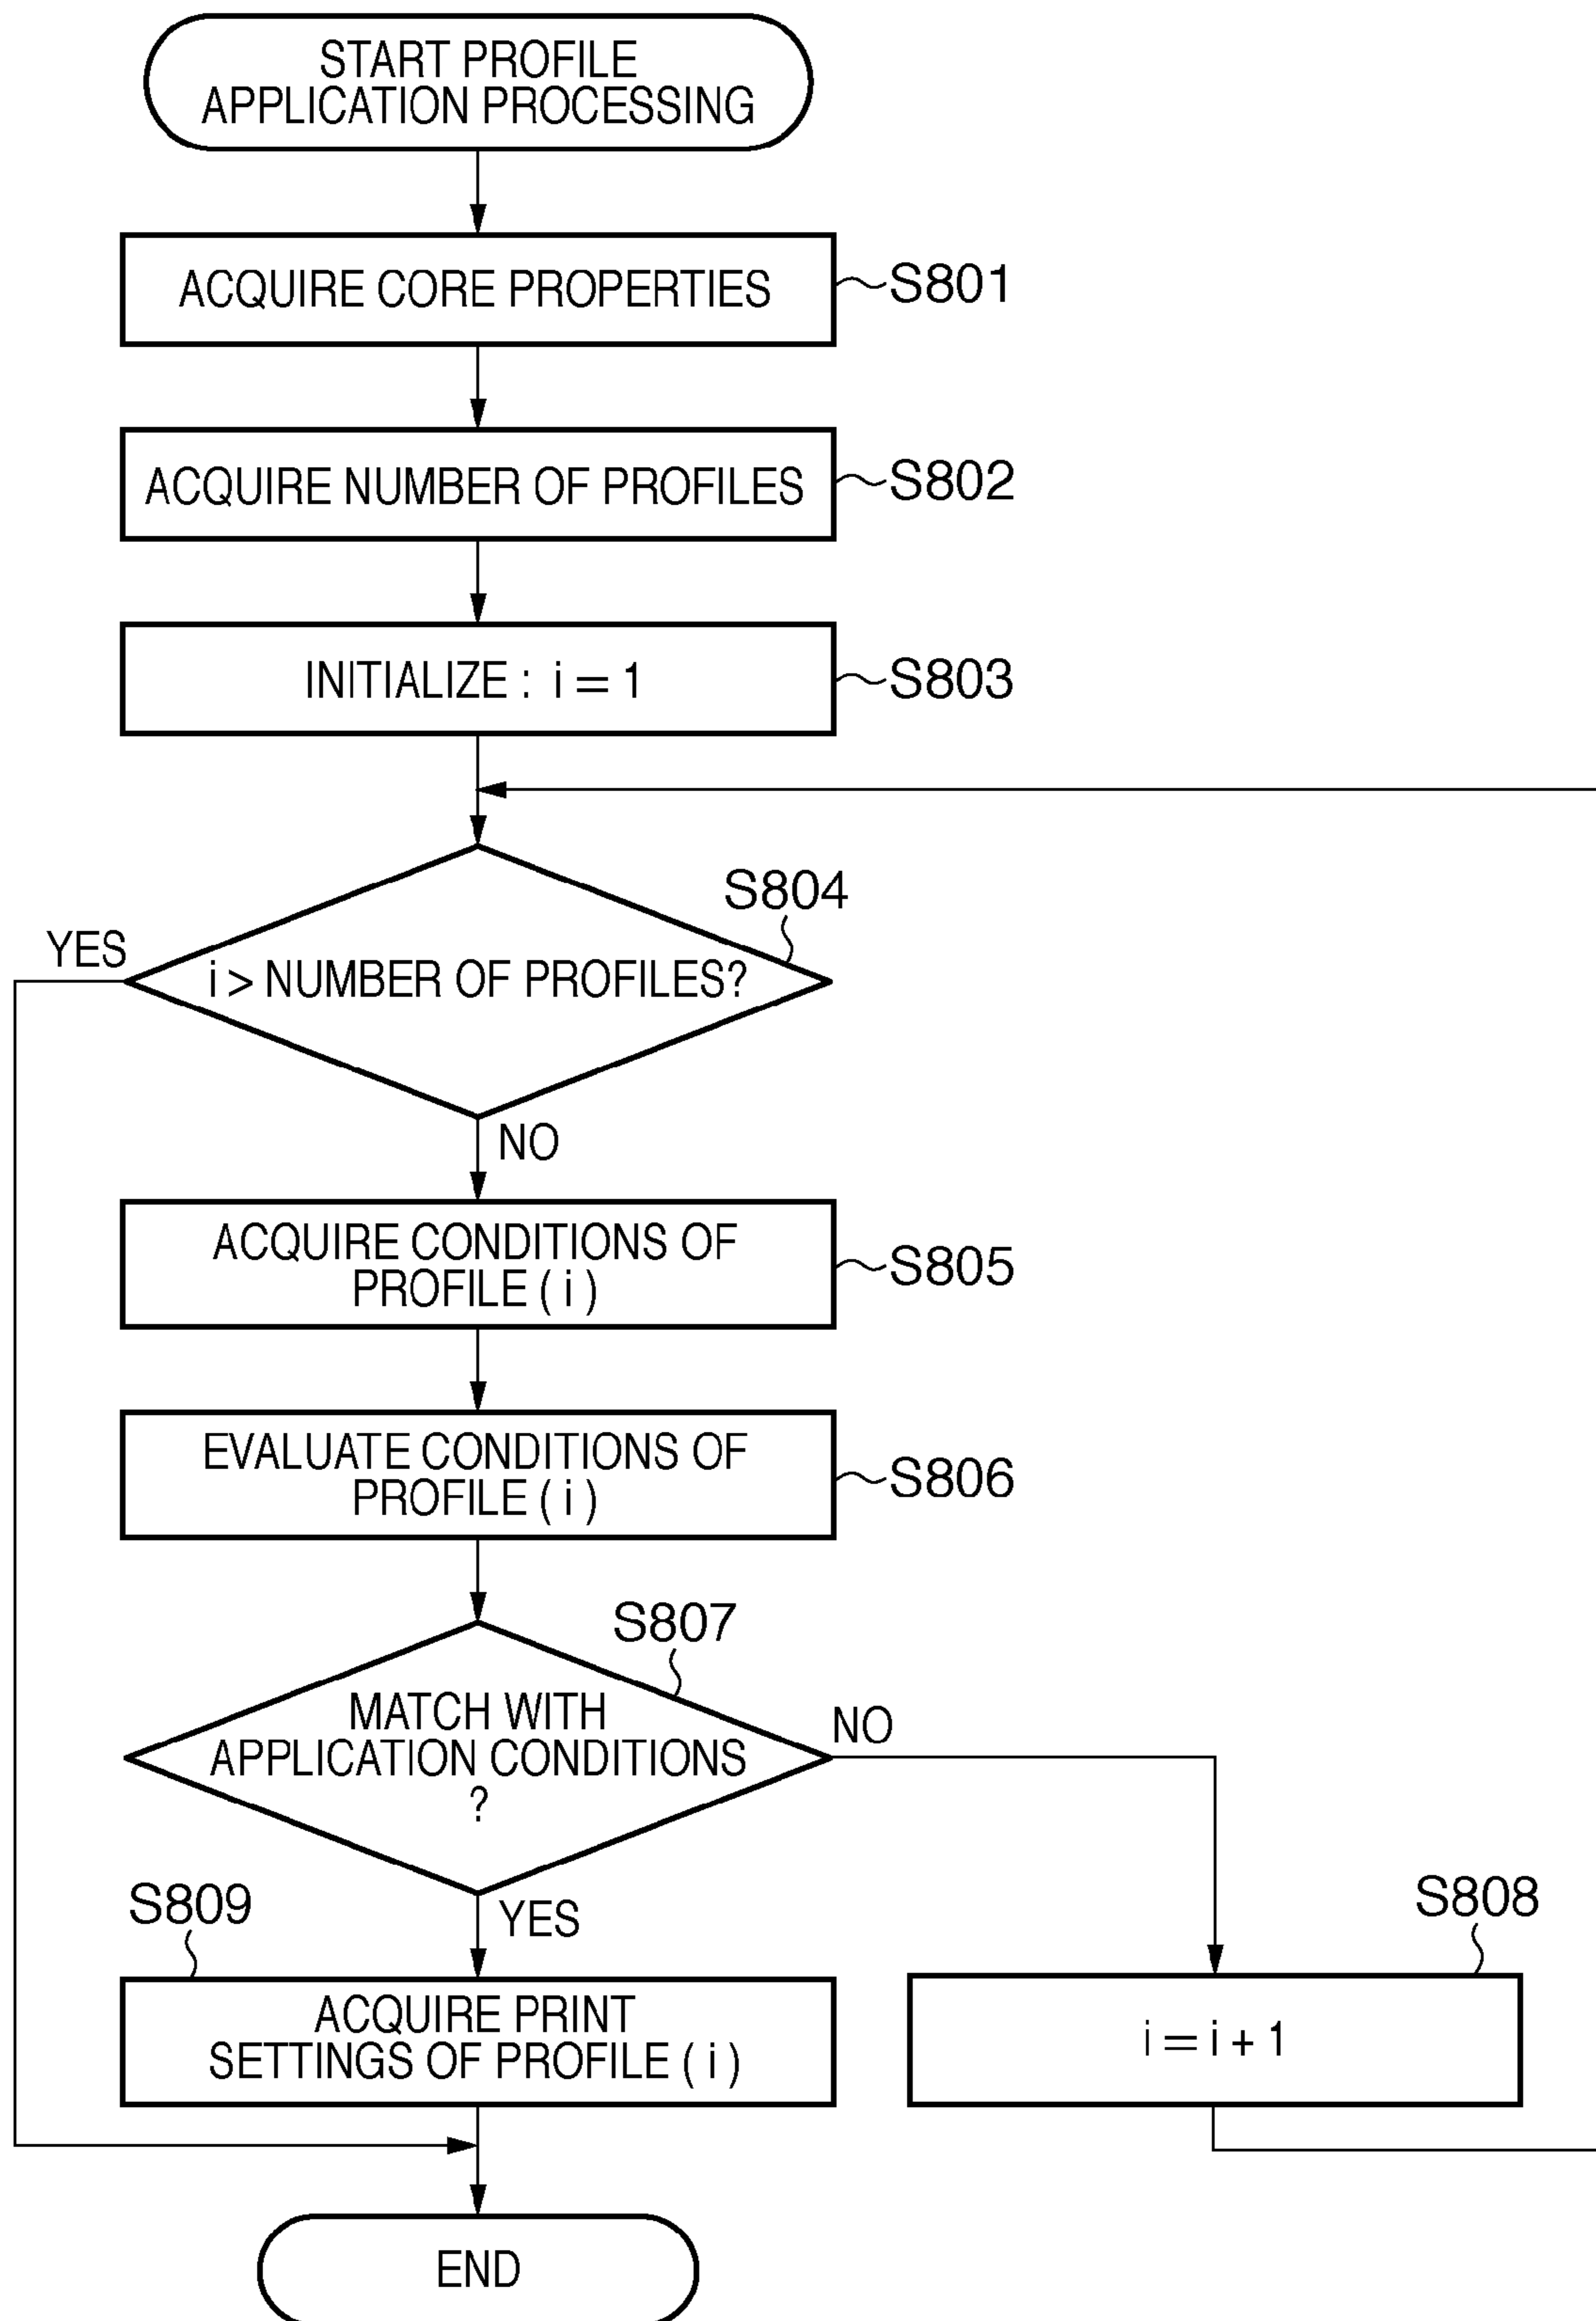 START PROFILE
APPLICATION PROCESSING
ACQUIRE CORE PROPERTIES
S801
ACQUIRE NUMBER OF PROFILES
S802
INITIALIZE : i = 1
S803
S804
YES
i > NUMBER OF PROFILES?
NO
ACQUIRE CONDITIONS OF
PROFILE ( i )
S805
EVALUATE CONDITIONS OF
PROFILE ( i )
S806
S807
MATCH WITH
APPLICATION CONDITIONS
?
NO
YES
S809
ACQUIRE PRINT
SETTINGS OF PROFILE ( i )
S808
i = i + 1
END